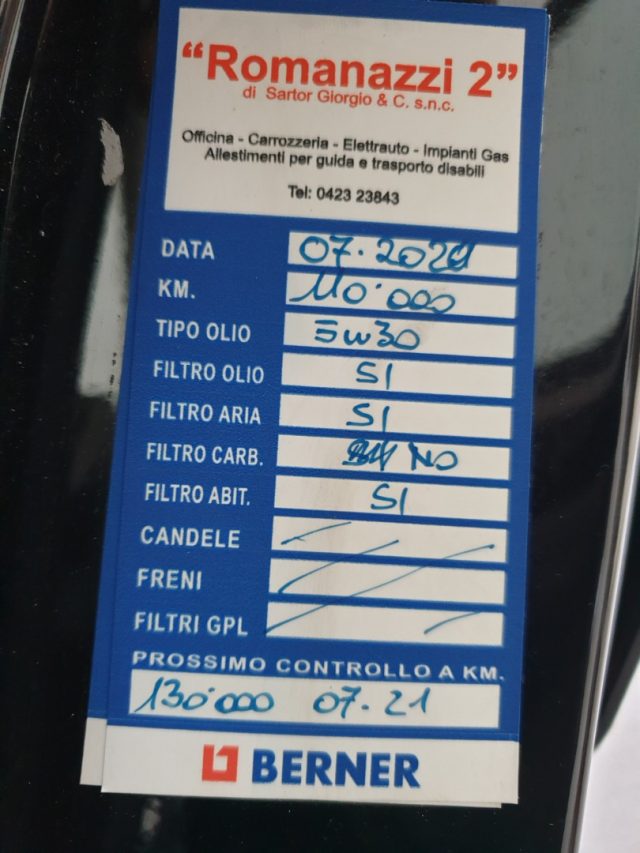 “Romanazzi 2”
di Sartor Giorgio & C. s.n.c.
Officina - Carrozzeria - Elettrauto - Impianti Gas
Allestimenti per guida e trasporto disabili
Tel: 0423 23843
DATA 07.2020
KM. 110'000
TIPO OLIO 5w30
FILTRO OLIO SI
FILTRO ARIA SI
FILTRO CARB. NO
FILTRO ABIT. SI
CANDELE
FRENI
FILTRI GPL
PROSSIMO CONTROLLO A KM.
130'000 07.21
BERNER